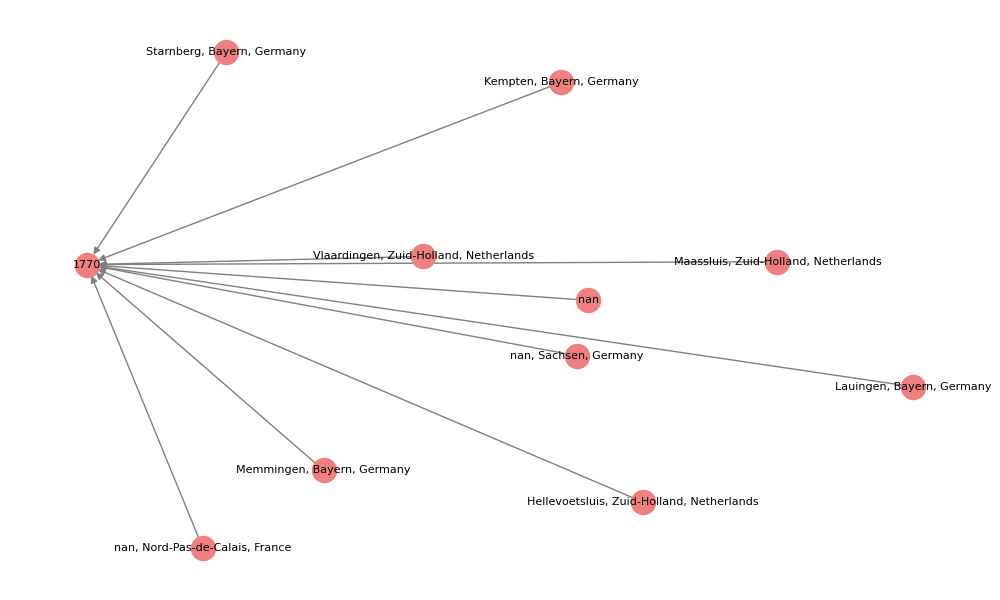 Starnberg, Bayern, Germany
Kempten, Bayern, Germany
Vlaardingen, Zuid-Holland, Netherlands
Maassluis, Zuid-Holland, Netherlands
1770
nan
nan, Sachsen, Germany
Lauingen, Bayern, Germany
Memmingen, Bayern, Germany
Hellevoetsluis, Zuid-Holland, Netherlands
nan, Nord-Pas-de-Calais, France